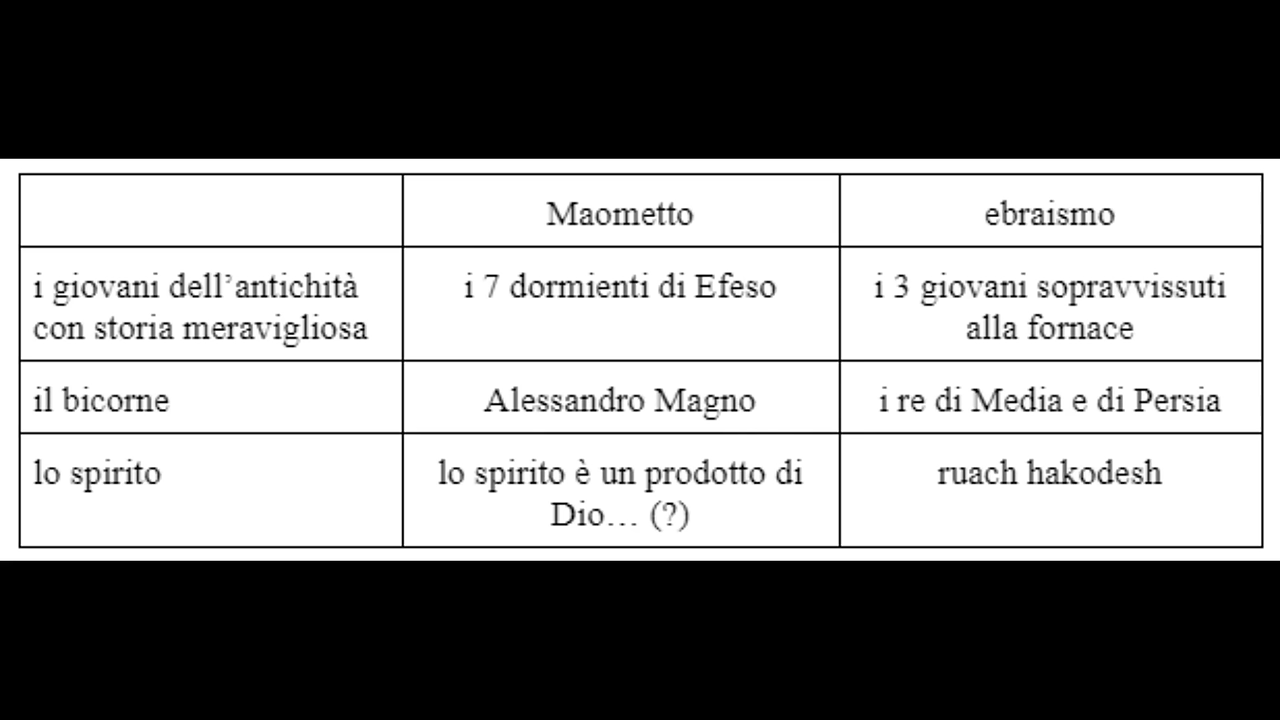 Maometto
ebraismo
i giovani dell’antichità
con storia meravigliosa
i 7 dormienti di Efeso
i 3 giovani sopravvissuti
alla fornace
il bicorne
Alessandro Magno
i re di Media e di Persia
lo spirito
lo spirito è un prodotto di
Dio… (?)
ruach hakodesh